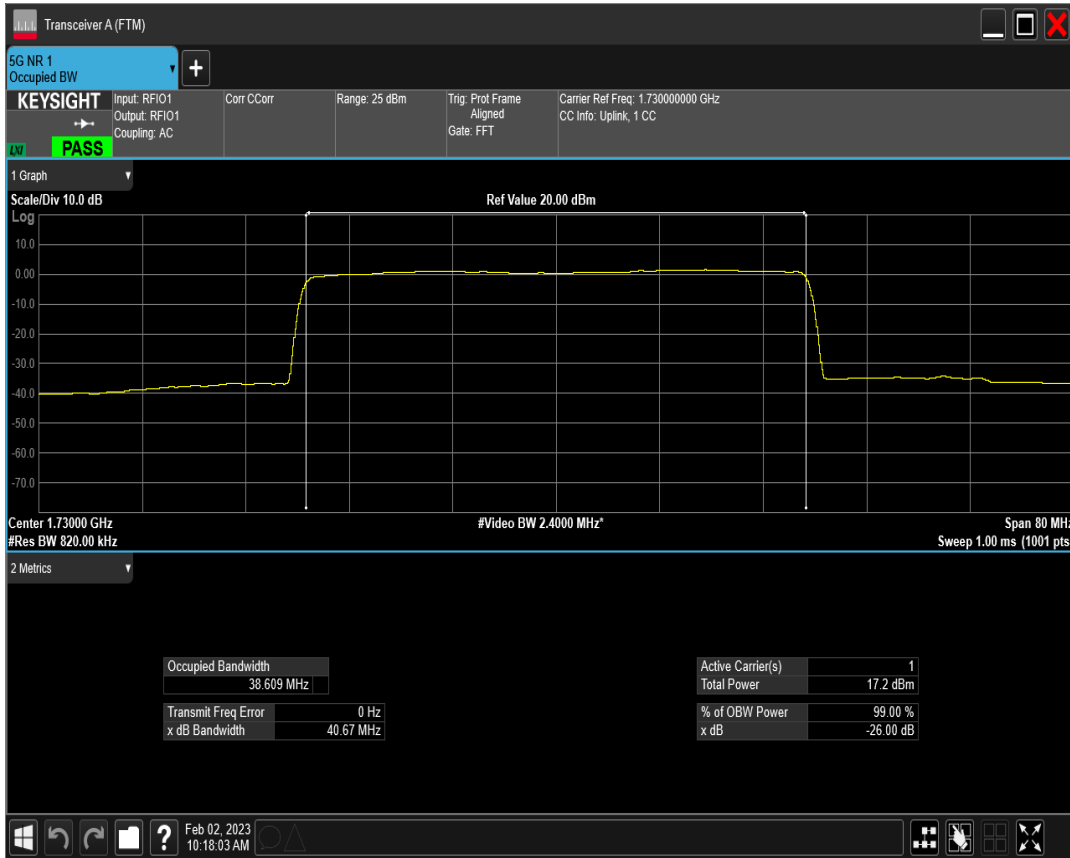 Transceiver A (FTM)
5G NR 1
Occupied BW
+
KEYSIGHT
LXI
PASS
Input: RFIO1
Output: RFIO1
Coupling: AC
Corr CCorr
Range: 25 dBm
Trig: Prot Frame
Aligned
Gate: FFT
Carrier Ref Freq: 1.730000000 GHz
CC Info: Uplink, 1 CC
1 Graph
Scale/Div 10.0 dB
Ref Value 20.00 dBm
Log
10.0
0.00
-10.0
-20.0
-30.0
-40.0
-50.0
-60.0
-70.0
Center 1.73000 GHz
#Video BW 2.4000 MHz*
Span 80 MHz
#Res BW 820.00 kHz
Sweep 1.00 ms (1001 pts
2 Metrics
Occupied Bandwidth
38.609 MHz
Transmit Freq Error 0 Hz
x dB Bandwidth 40.67 MHz
Active Carrier(s) 1
Total Power 17.2 dBm
% of OBW Power 99.00 %
x dB -26.00 dB
?
Feb 02, 2023
10:18:03 AM